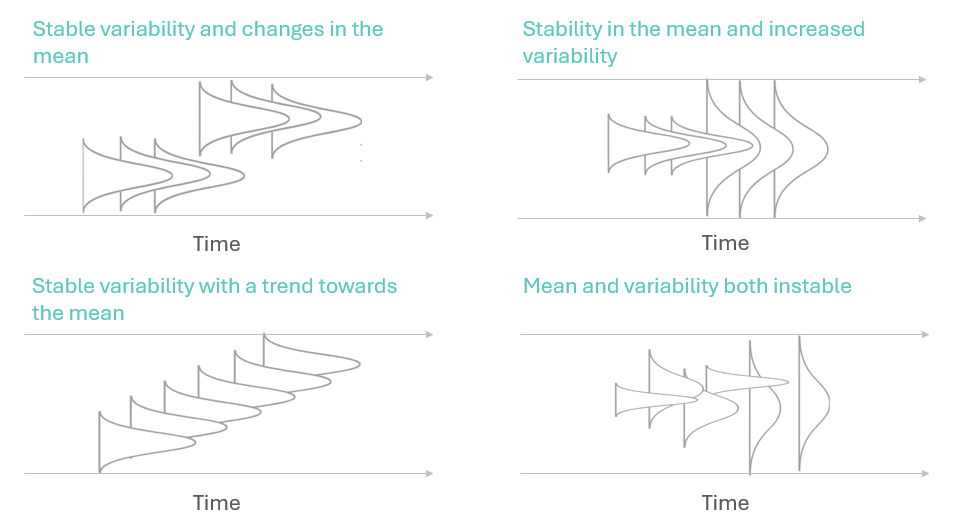 Stable variability and changes in the
mean
Stability in the mean and increased
variability
Time
Time
Stable variability with a trend towards
the mean
Mean and variability both instable
Time
Time